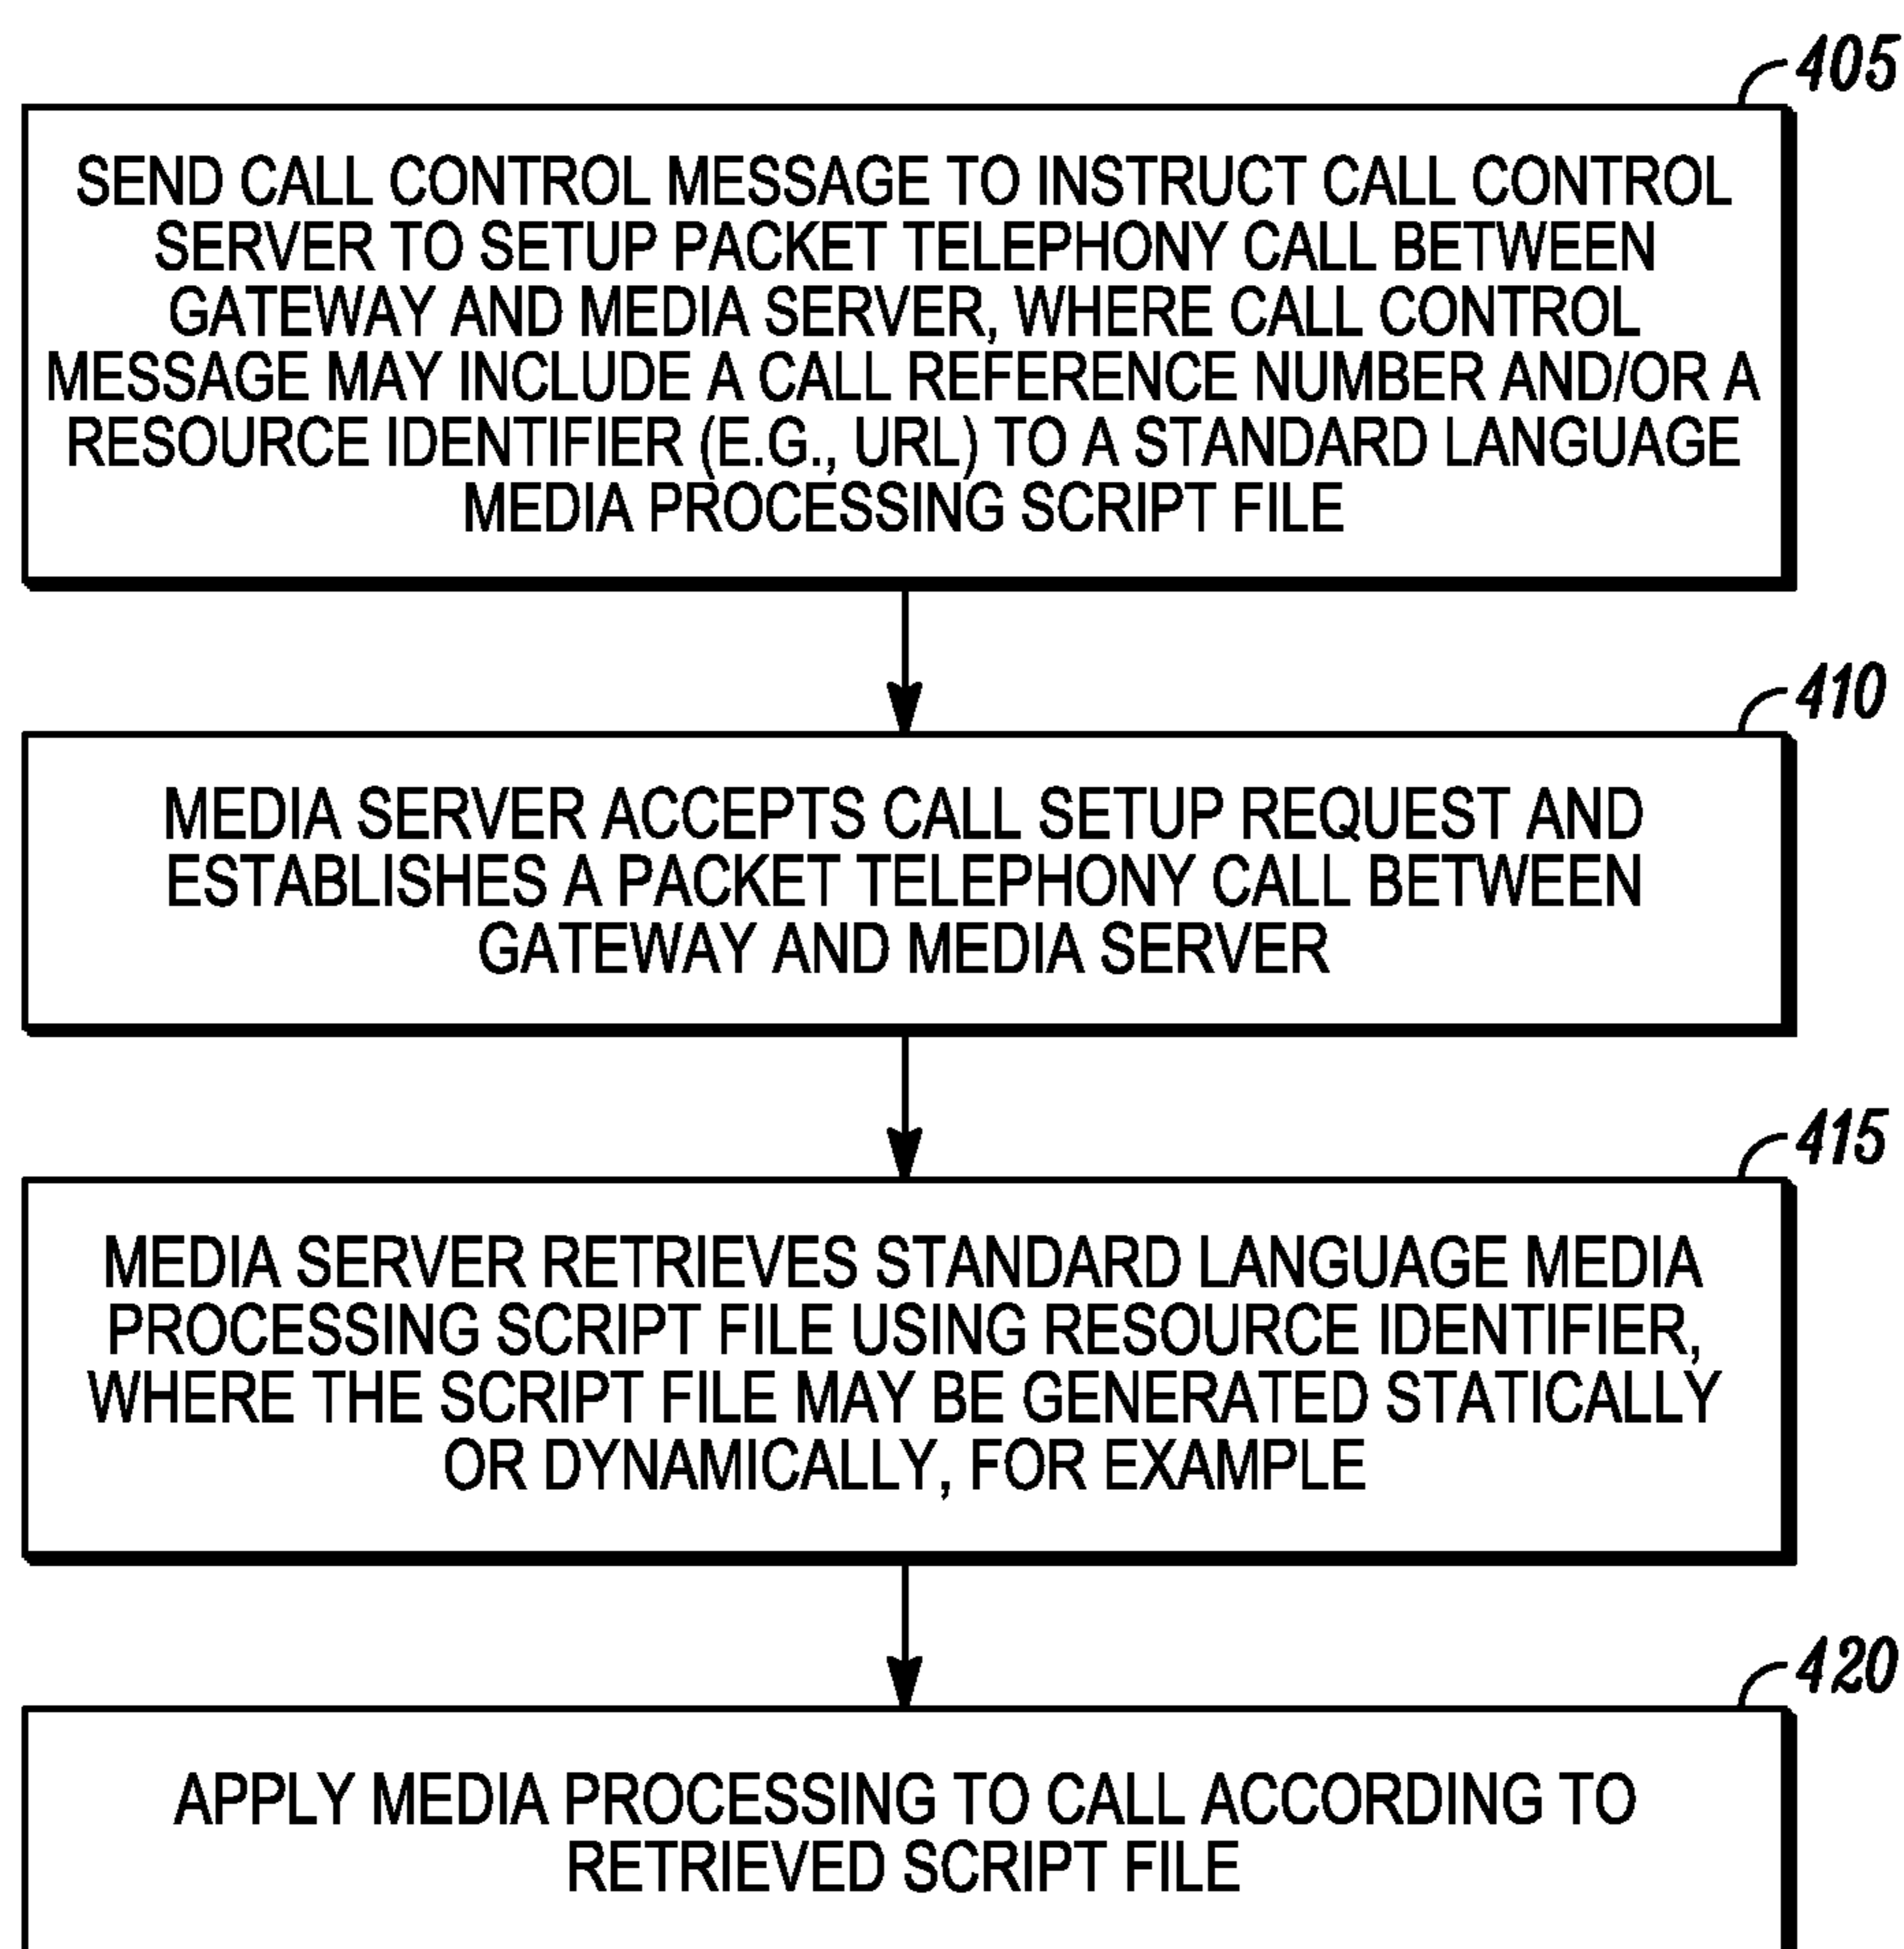 405
SEND CALL CONTROL MESSAGE TO INSTRUCT CALL CONTROL
SERVER TO SETUP PACKET TELEPHONY CALL BETWEEN
GATEWAY AND MEDIA SERVER, WHERE CALL CONTROL
MESSAGE MAY INCLUDE A CALL REFERENCE NUMBER AND/OR A
RESOURCE IDENTIFIER (E.G., URL) TO A STANDARD LANGUAGE
MEDIA PROCESSING SCRIPT FILE
410
MEDIA SERVER ACCEPTS CALL SETUP REQUEST AND
ESTABLISHES A PACKET TELEPHONY CALL BETWEEN
GATEWAY AND MEDIA SERVER
415
MEDIA SERVER RETRIEVES STANDARD LANGUAGE MEDIA
PROCESSING SCRIPT FILE USING RESOURCE IDENTIFIER,
WHERE THE SCRIPT FILE MAY BE GENERATED STATICALLY
OR DYNAMICALLY, FOR EXAMPLE
420
APPLY MEDIA PROCESSING TO CALL ACCORDING TO
RETRIEVED SCRIPT FILE